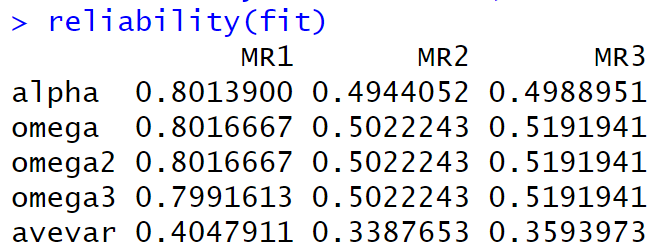 > reliability(fit)
MR1 MR2 MR3
alpha 0.8013900 0.4944052 0.4988951
omega 0.8016667 0.5022243 0.5191941
omega2 0.8016667 0.5022243 0.5191941
omega3 0.7991613 0.5022243 0.5191941
avevar 0.4047911 0.3387653 0.3593973